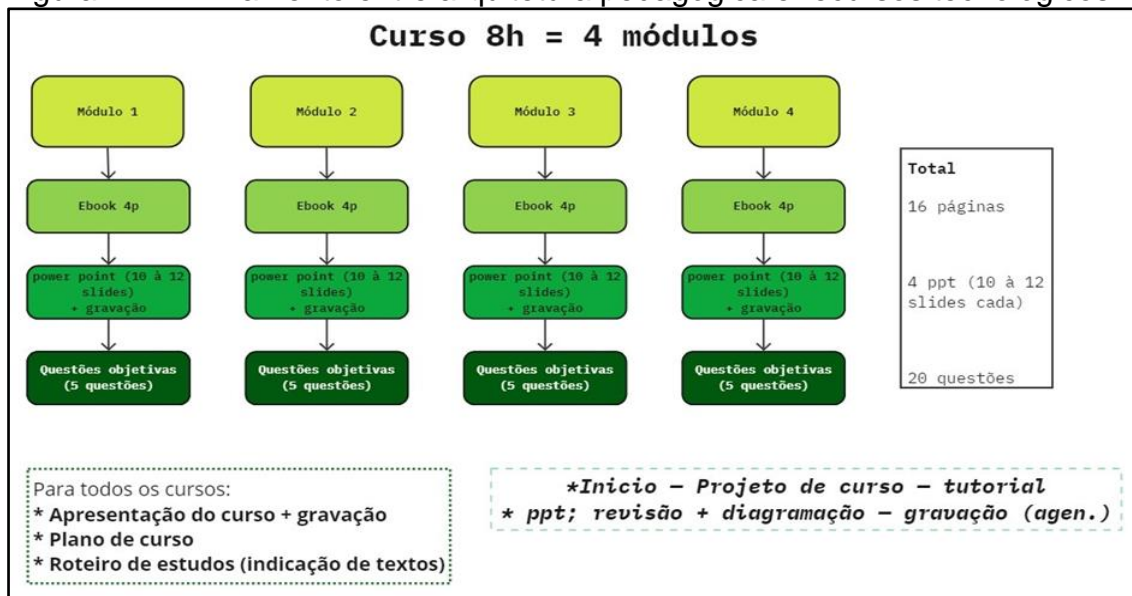 Curso 8h = 4 módulos
Módulo 1
Módulo 2
Módulo 3
Módulo 4
Ebook 4p
Ebook 4p
Ebook 4p
Ebook 4p
power point (10 à 12
slides)
+ gravação
power point (10 à 12
slides)
+ gravação
power point (10 à 12
slides)
+ gravação
power point (10 à 12
slides)
+ gravação
Questões objetivas
(5 questões)
Questões objetivas
(5 questões)
Questões objetivas
(5 questões)
Questões objetivas
(5 questões)
Total
16 páginas
4 ppt (10 à 12
slides cada)
20 questões
Para todos os cursos:
* Apresentação do curso + gravação
* Plano de curso
* Roteiro de estudos (indicação de textos)
*Inicio — Projeto de curso — tutorial
* ppt; revisão + diagramação — gravação (agen.)